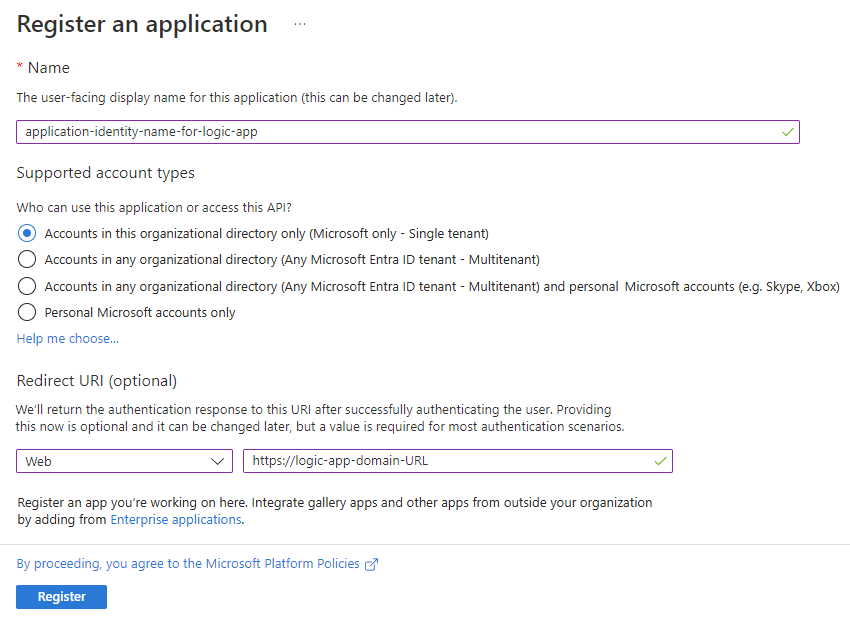 Register an application ...
* Name
The user-facing display name for this application (this can be changed later).
application-identity-name-for-logic-app
Supported account types
Who can use this application or access this API?
Accounts in this organizational directory only (Microsoft only - Single tenant)
Accounts in any organizational directory (Any Microsoft Entra ID tenant - Multitenant)
Accounts in any organizational directory (Any Microsoft Entra ID tenant - Multitenant) and personal Microsoft accounts (e.g. Skype, Xbox)
Personal Microsoft accounts only
Help me choose...
Redirect URI (optional)
We'll return the authentication response to this URI after successfully authenticating the user. Providing
this now is optional and it can be changed later, but a value is required for most authentication scenarios.
Web https://logic-app-domain-URL
Register an app you're working on here. Integrate gallery apps and other apps from outside your organization
by adding from Enterprise applications.
By proceeding, you agree to the Microsoft Platform Policies
Register